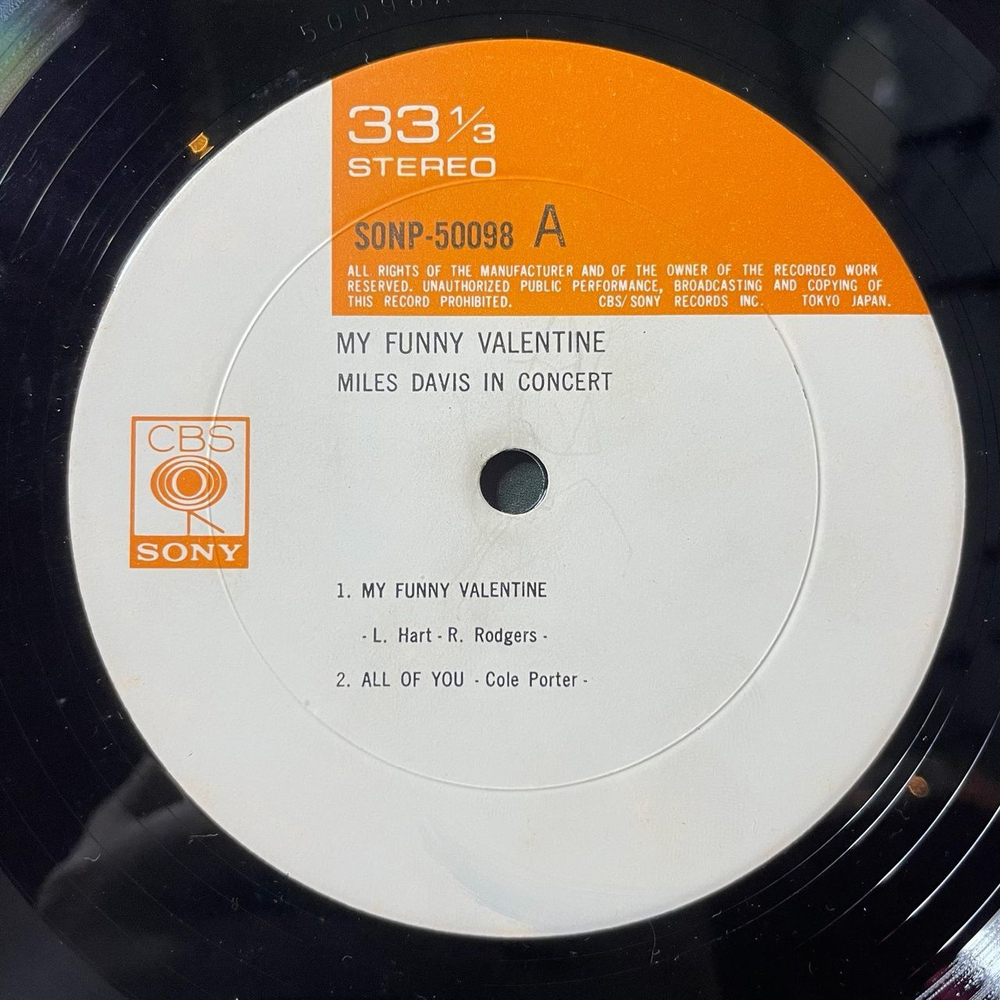 33 1/3
STEREO
SONP-50098 A
ALL RIGHTS OF THE MANUFACTURER AND OF THE OWNER OF THE RECORDED WORK
RESERVED. UNAUTHORIZED PUBLIC PERFORMANCE, BROADCASTING AND COPYING OF
THIS RECORD PROHIBITED. CBS/SONY RECORDS INC. TOKYO JAPAN.
MY FUNNY VALENTINE
MILES DAVIS IN CONCERT
CBS
SONY
1. MY FUNNY VALENTINE
- L. Hart - R. Rodgers -
2. ALL OF YOU - Cole Porter -